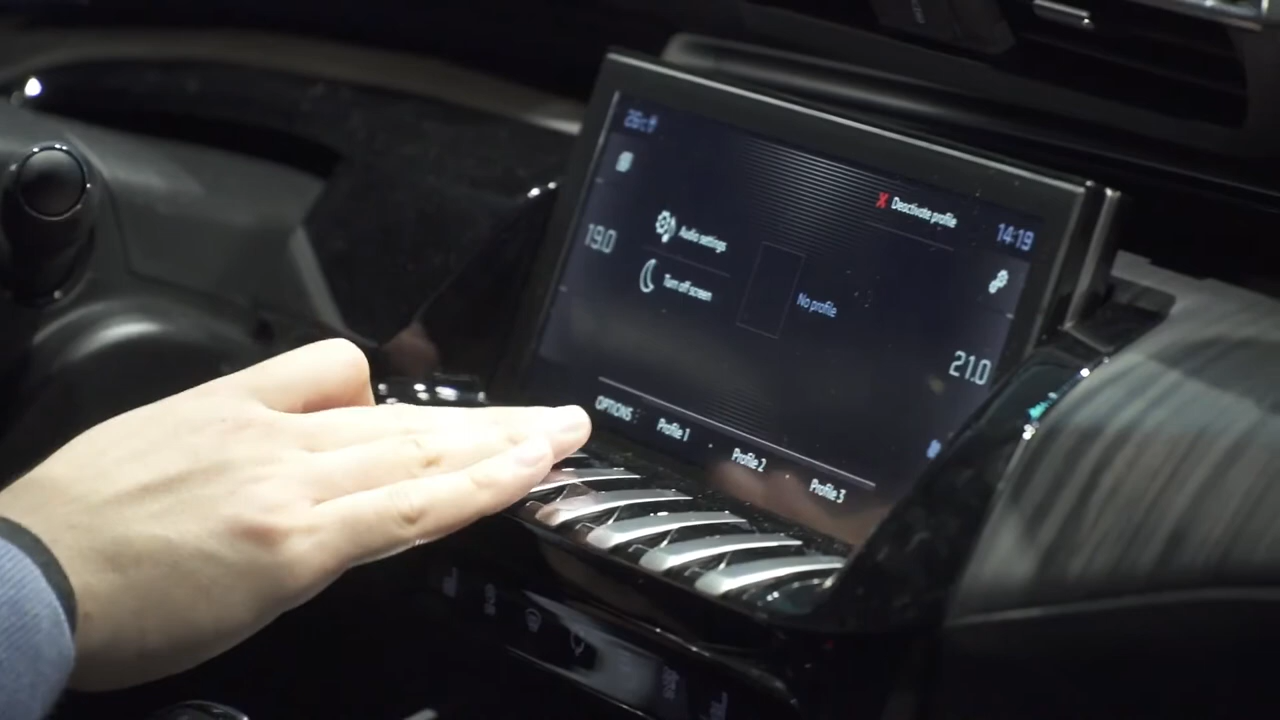 Deactivate profile
14:19
19.0
Audio settings
Turn off screen
No profile
21.0
OPTIONS
Profile 1
Profile 2
Profile 3